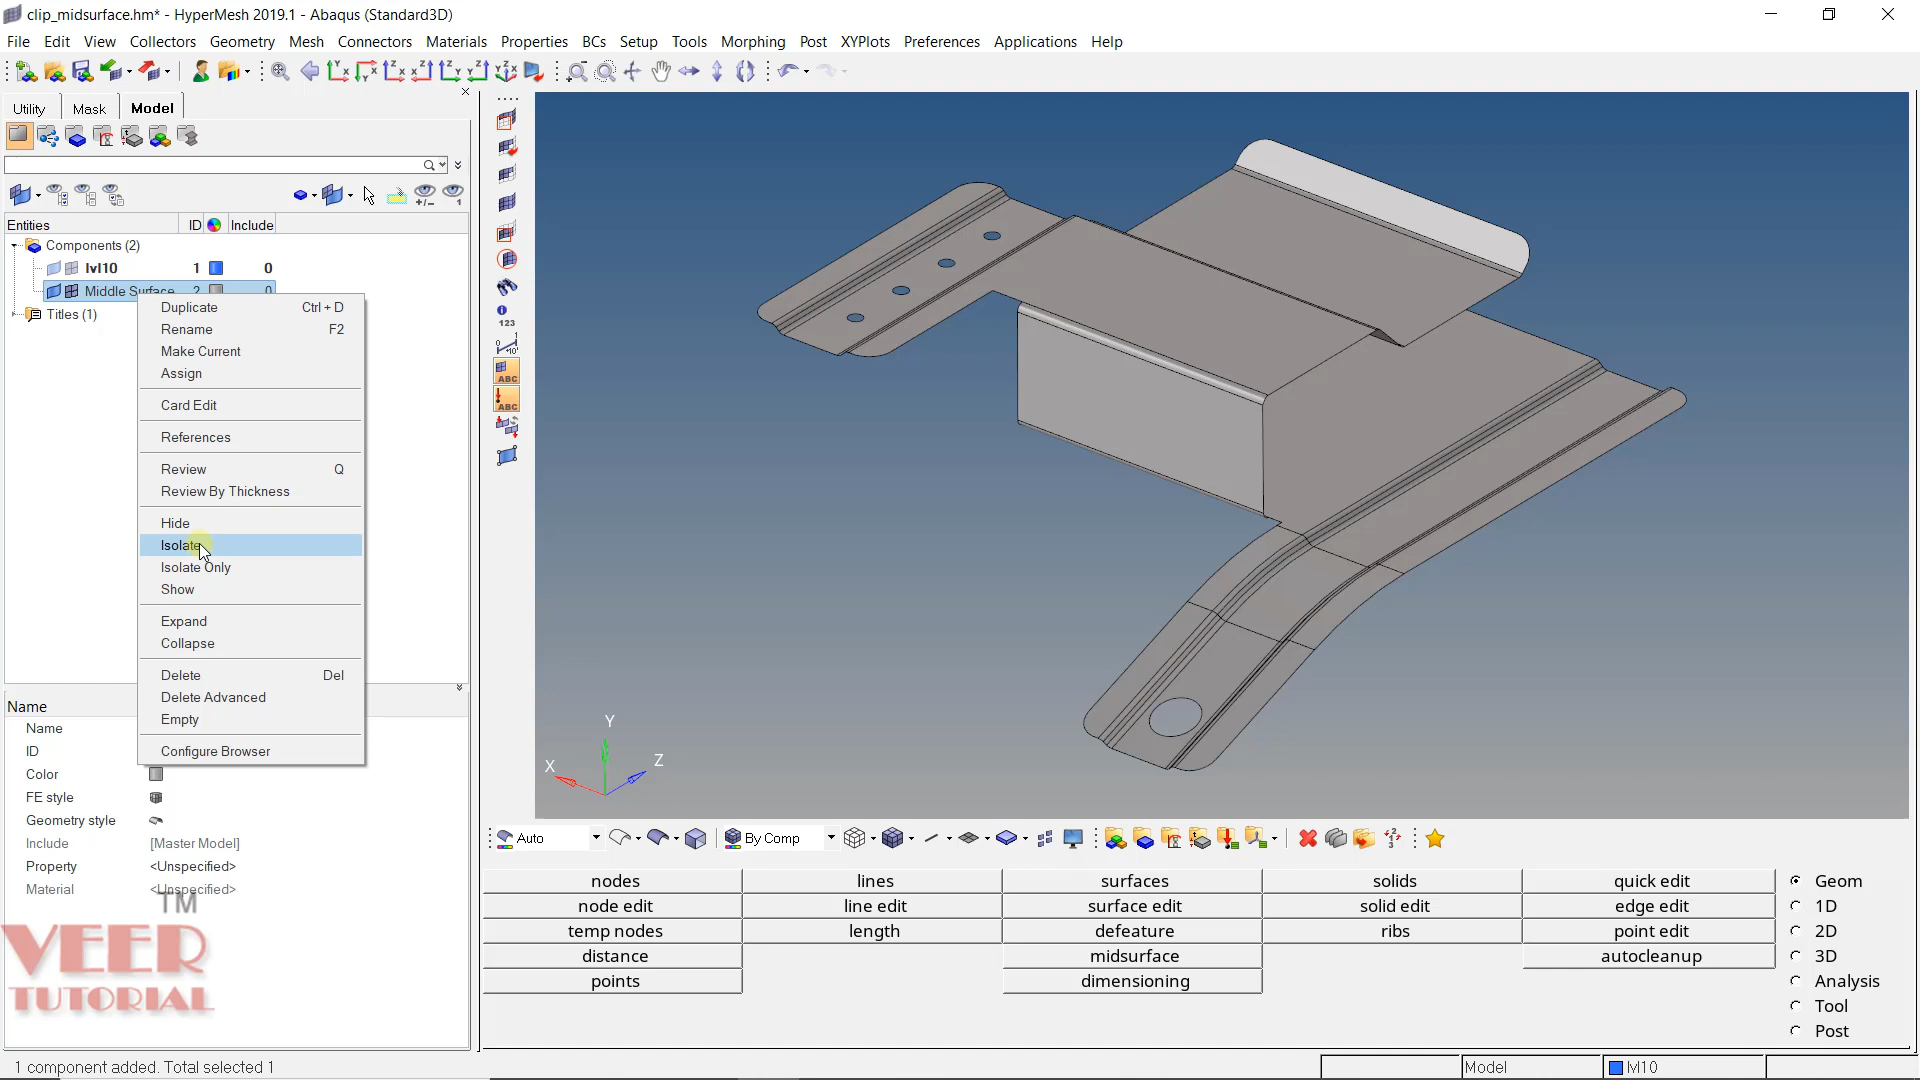 clip_midsurface.hm* - HyperMesh 2019.1 - Abaqus (Standard3D)
File Edit View Collectors Geometry Mesh Connectors Materials Properties BCs Setup Tools Morphing Post XYPlots Preferences Applications Help
Utility Mask Model
Entities ID Include
Components (2)
lvl10 1 0
Middle Surface 2 0
Titles (1)
Duplicate Ctrl+D
Rename F2
Make Current
Assign
Card Edit
References
Review Q
Review By Thickness
Hide
Isolate
Isolate Only
Show
Expand
Collapse
Delete Del
Delete Advanced
Empty
Configure Browser
Name
Name
ID
Color
FE style
Geometry style
Include [Master Model]
Property <Unspecified>
Material <Unspecified>
TM
VEER
TUTORIAL
123
ABC
ABC
Y
X
Z
Auto By Comp
nodes lines surfaces solids quick edit Geom
node edit line edit surface edit solid edit edge edit 1D
temp nodes length defeature ribs point edit 2D
distance midsurface autocleanup 3D
points dimensioning Analysis
Tool
Post
1 component added. Total selected 1
Model lvl10